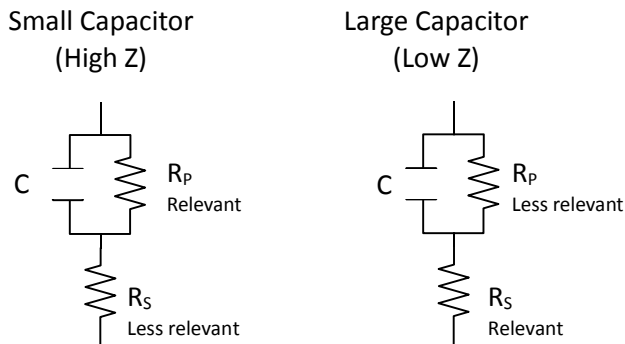 Small Capacitor
(High Z)
C
RP
Relevant
RS
Less relevant
Large Capacitor
(Low Z)
C
RP
Less relevant
RS
Relevant